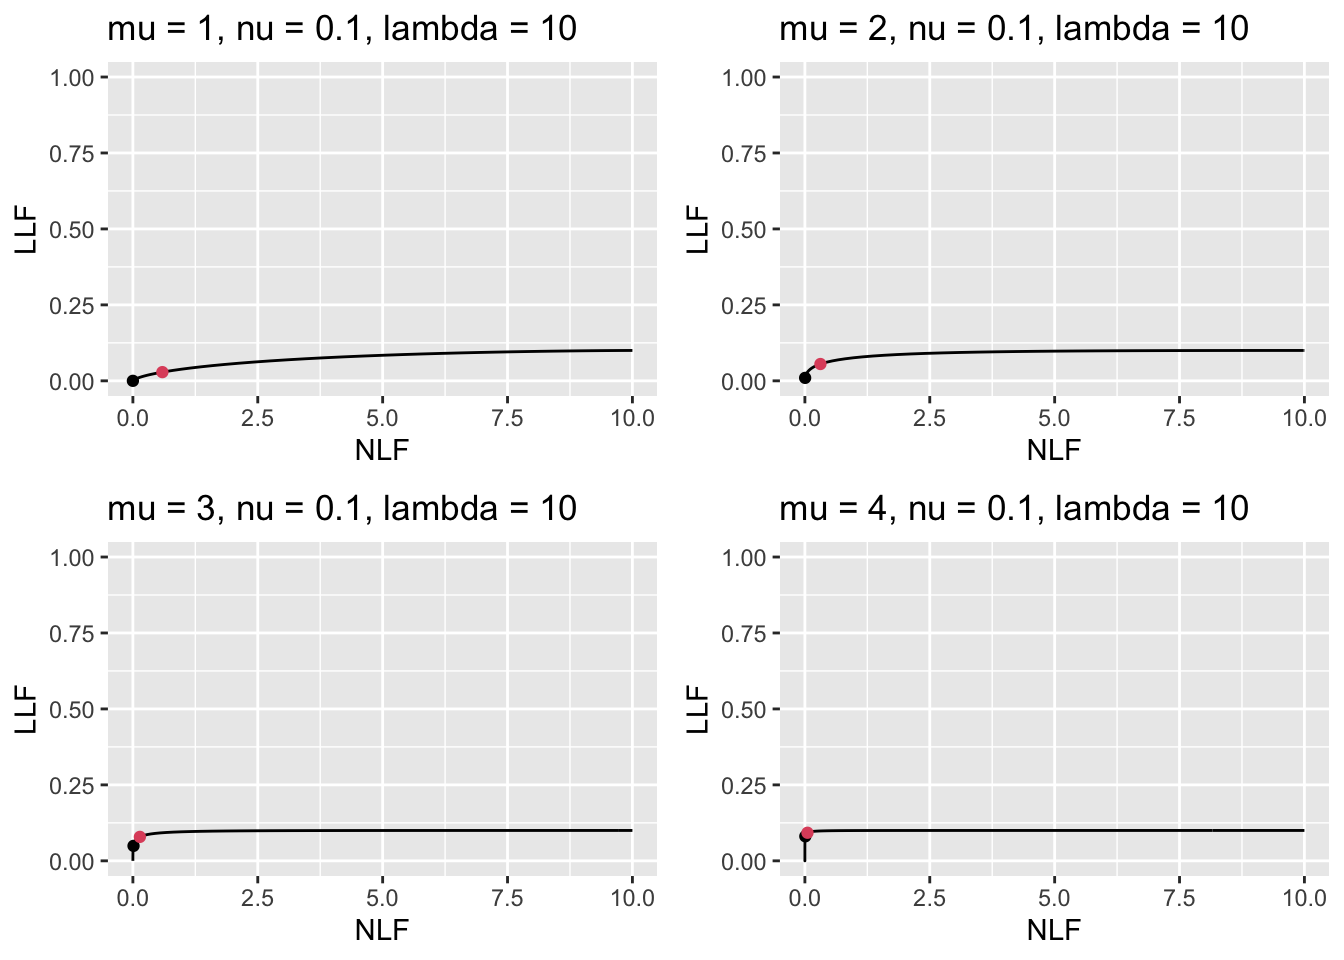 mu = 1, nu = 0.1, lambda = 10
1.00
0.75
0.50
0.25
0.00
LLF
0.0 2.5 5.0 7.5 10.0
NLF
mu = 2, nu = 0.1, lambda = 10
1.00
0.75
0.50
0.25
0.00
LLF
0.0 2.5 5.0 7.5 10.0
NLF
mu = 3, nu = 0.1, lambda = 10
1.00
0.75
0.50
0.25
0.00
LLF
0.0 2.5 5.0 7.5 10.0
NLF
mu = 4, nu = 0.1, lambda = 10
1.00
0.75
0.50
0.25
0.00
LLF
0.0 2.5 5.0 7.5 10.0
NLF